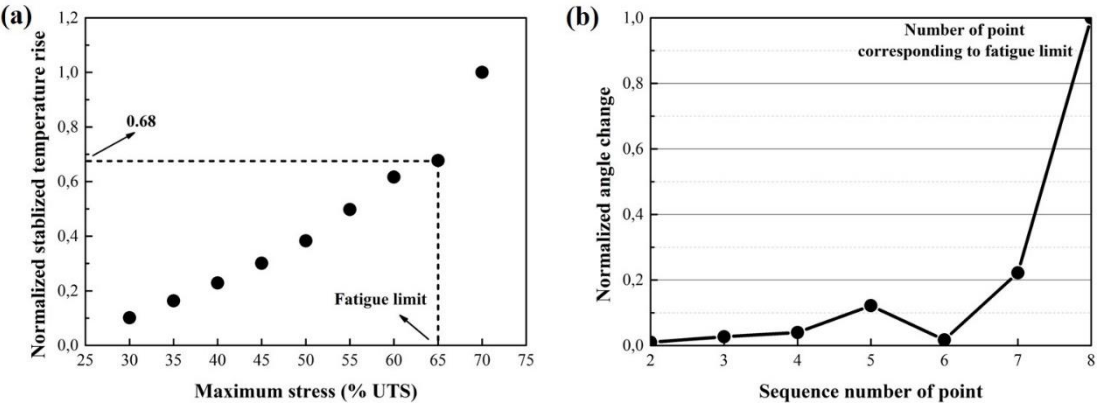 (a)
1,2
1,0
0,8
0,6
0,4
0,2
0,0
Normalized stablized temperature rise
0.68
Fatigue limit
25 30 35 40 45 50 55 60 65 70 75
Maximum stress (% UTS)
(b)
1,0
0,8
0,6
0,4
0,2
0,0
Normalized angle change
Number of point
corresponding to fatigue limit
2 3 4 5 6 7 8
Sequence number of point